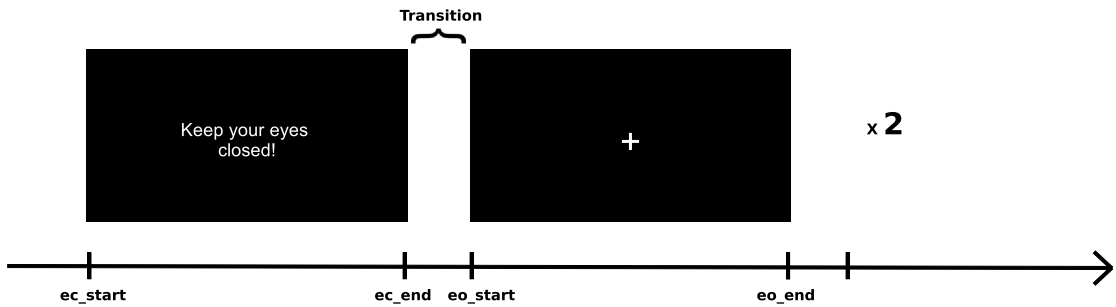 Transition
Keep your eyes
closed!
+
x 2
ec_start ec_end eo_start eo_end